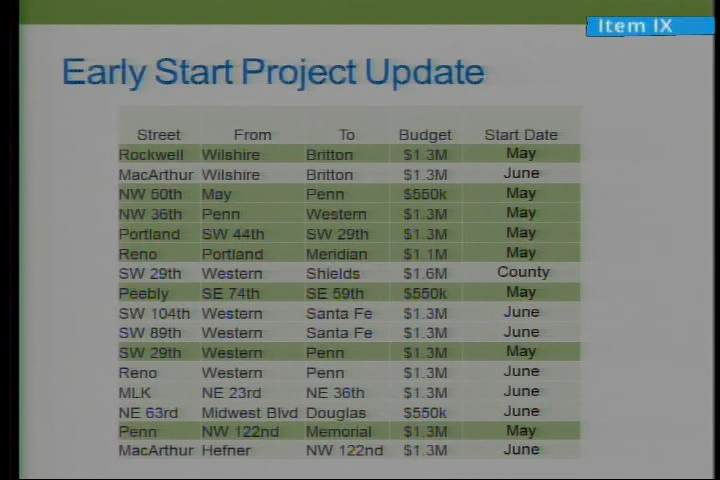 Item IX
Early Start Project Update
Street From To Budget Start Date
Rockwell Wilshire Britton $1.3M May
MacArthur Wilshire Britton $1.3M June
NW 50th May Penn $550k May
NW 36th Penn Western $1.3M May
Portland SW 44th SW 29th $1.3M May
Reno Portland Meridian $1.1M May
SW 29th Western Shields $1.6M County
Peebly SE 74th SE 59th $550k May
SW 104th Western Santa Fe $1.3M June
SW 89th Western Santa Fe $1.3M June
SW 29th Western Penn $1.3M May
Reno Western Penn $1.3M June
MLK NE 23rd NE 36th $1.3M June
NE 63rd Midwest Blvd Douglas $550k June
Penn NW 122nd Memorial $1.3M May
MacArthur Hefner NW 122nd $1.3M June